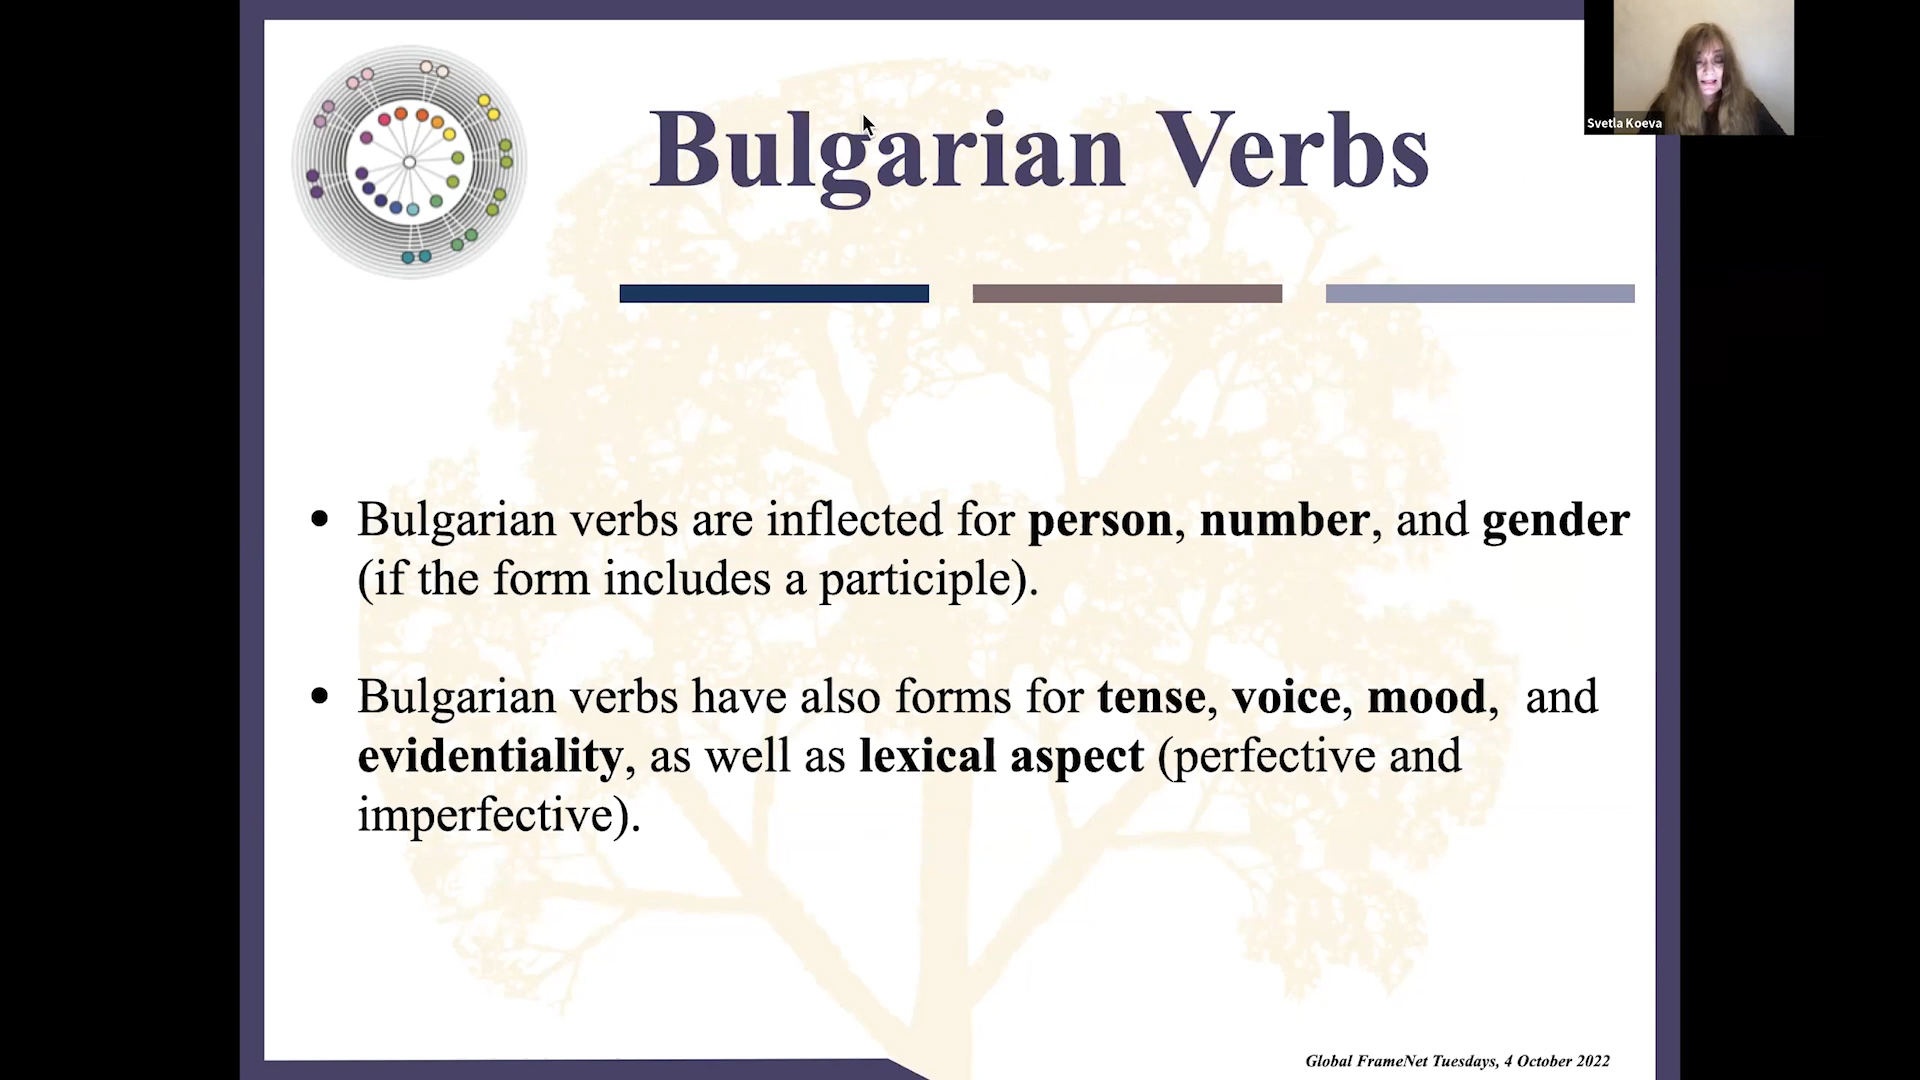 Svetla Koeva
Bulgarian Verbs
• Bulgarian verbs are inflected for person, number, and gender
(if the form includes a participle).
• Bulgarian verbs have also forms for tense, voice, mood,  and
evidentiality, as well as lexical aspect (perfective and
imperfective).
Global FrameNet Tuesdays, 4 October 2022